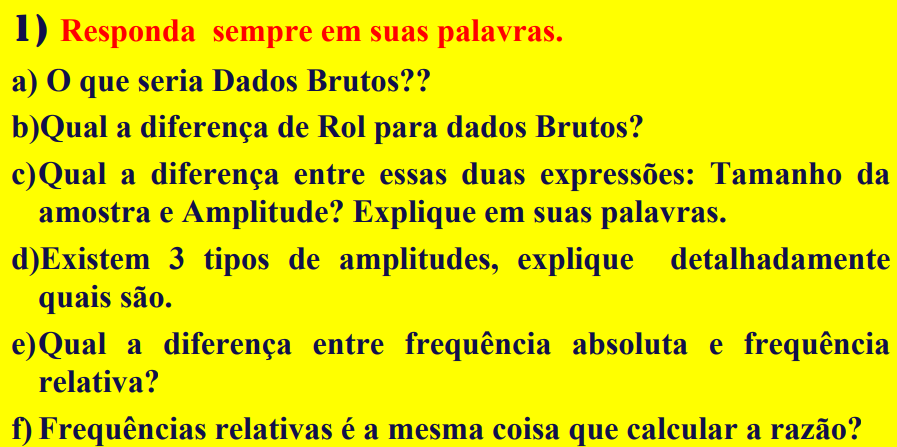 1) Responda sempre em suas palavras.
a) O que seria Dados Brutos??
b)Qual a diferença de Rol para dados Brutos?
c)Qual a diferença entre essas duas expressões: Tamanho da
amostra e Amplitude? Explique em suas palavras.
d)Existem 3 tipos de amplitudes, explique detalhadamente
quais são.
e)Qual a diferença entre frequência absoluta e frequência
relativa?
f) Frequências relativas é a mesma coisa que calcular a razão?